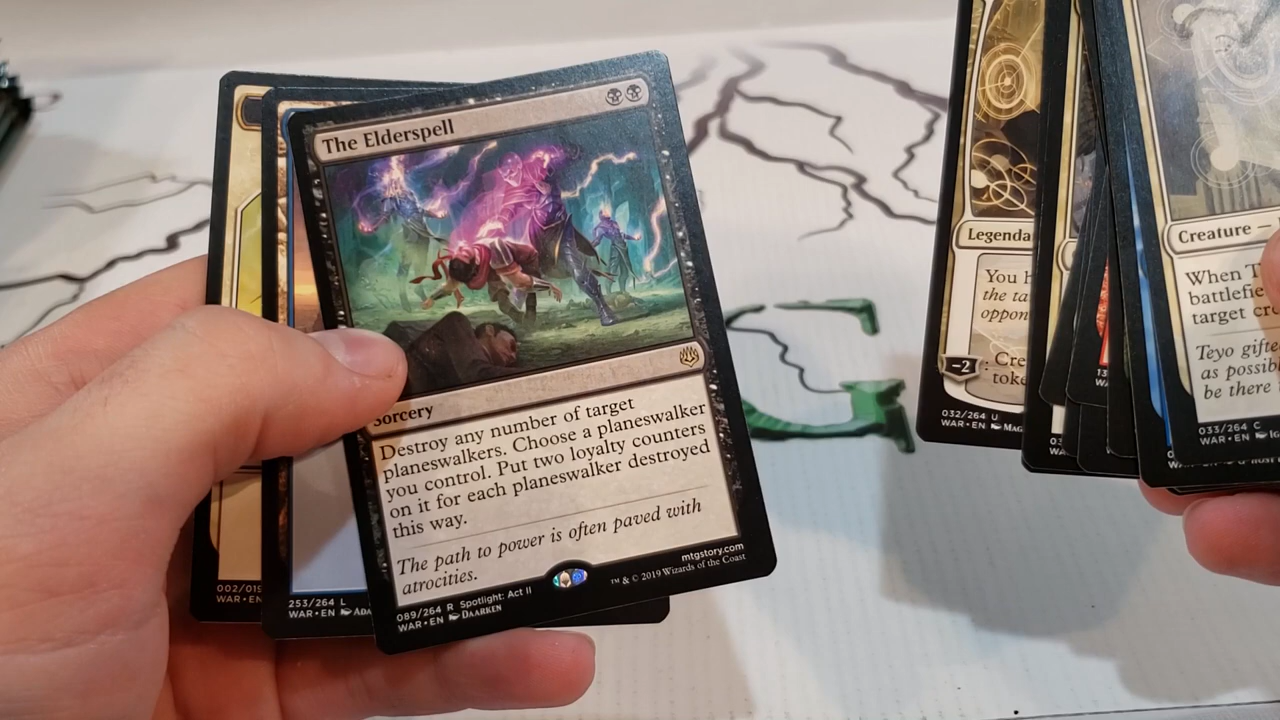 The Elderspell
Sorcery
Destroy any number of target
planeswalkers. Choose a planeswalker
you control. Put two loyalty counters
on it for each planeswalker destroyed
this way.
The path to power is often paved with
atrocities.
mtgstory.com
089/264 R Spotlight: Act II
WAR • EN DAARKEN
™ & © 2019 Wizards of the Coast
002/019
WAR • EN
253/264 L
WAR • EN
Legenda
You h
the ta
oppon
-2 : Cre
toke
032/264 U
WAR • EN MAG
Creature —
When T
battlefie
target cre
Teyo gifte
as possib
be there
033/264 C
WAR • EN